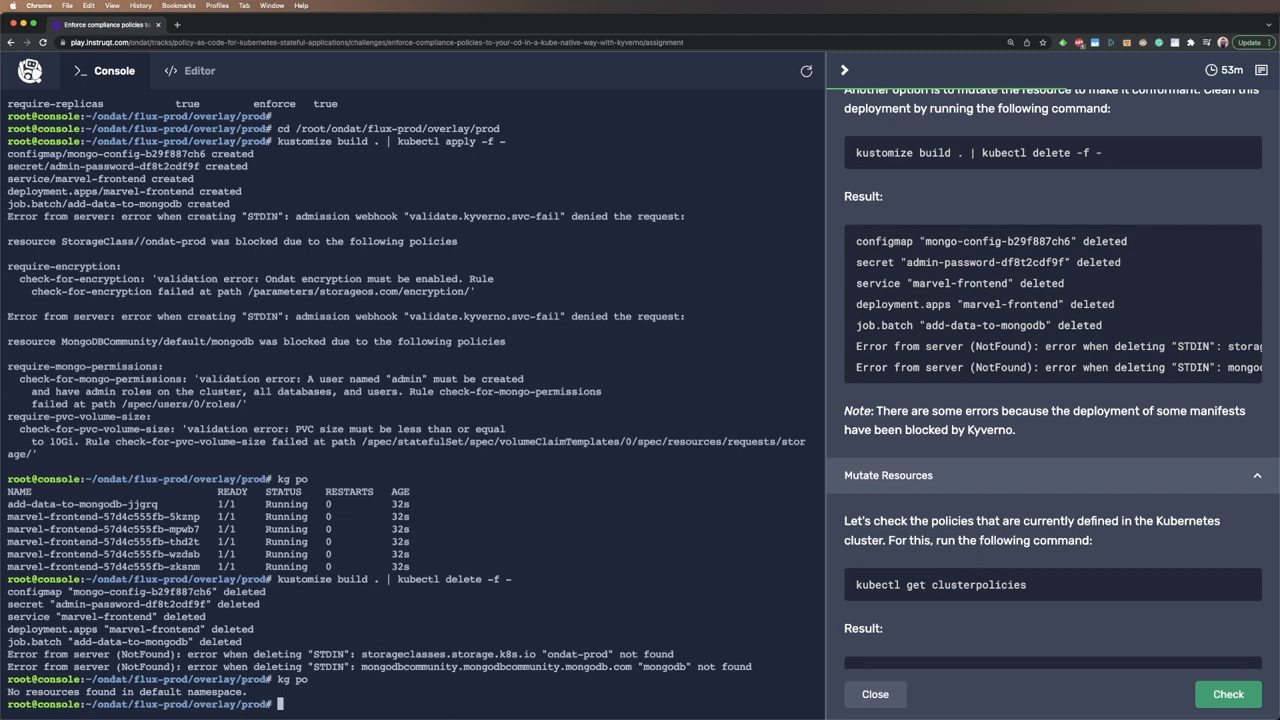 Chrome File Edit View History Bookmarks Profiles Tab Window Help
Enforce compliance policies to
play.instruqt.com/ondat/tracks/policy-as-code-for-kubernetes-stateful-applications/challenges/enforce-compliance-policies-to-your-cd-in-a-kube-native-way-with-kyverno/assignment
Update
>_ Console
</> Editor
53m
require-replicas true enforce true
root@console:~/ondat/flux-prod/overlay/prod#
root@console:~/ondat/flux-prod/overlay/prod# cd /root/ondat/flux-prod/overlay/prod
root@console:~/ondat/flux-prod/overlay/prod# kustomize build . | kubectl apply -f -
configmap/mongo-config-b29f887ch6 created
secret/admin-password-df8t2cdf9f created
service/marvel-frontend created
deployment.apps/marvel-frontend created
job.batch/add-data-to-mongodb created
Error from server: error when creating "STDIN": admission webhook "validate.kyverno.svc-fail" denied the request:
resource StorageClass//ondat-prod was blocked due to the following policies
require-encryption:
check-for-encryption: 'validation error: Ondat encryption must be enabled. Rule
check-for-encryption failed at path /parameters/storageos.com/encryption/'
Error from server: error when creating "STDIN": admission webhook "validate.kyverno.svc-fail" denied the request:
resource MongoDBCommunity/default/mongodb was blocked due to the following policies
require-mongo-permissions:
check-for-mongo-permissions: 'validation error: A user named "admin" must be created
and have admin roles on the cluster, all databases, and users. Rule check-for-mongo-permissions
failed at path /spec/users/0/roles/'
require-pvc-volume-size:
check-for-pvc-volume-size: 'validation error: PVC size must be less than or equal
to 10Gi. Rule check-for-pvc-volume-size failed at path /spec/statefulSet/spec/volumeClaimTemplates/0/spec/resources/requests/stor
age/'
root@console:~/ondat/flux-prod/overlay/prod# kg po
NAME READY STATUS RESTARTS AGE
add-data-to-mongodb-jjgrq 1/1 Running 0 32s
marvel-frontend-57d4c555fb-5kznp 1/1 Running 0 32s
marvel-frontend-57d4c555fb-mpwb7 1/1 Running 0 32s
marvel-frontend-57d4c555fb-thd2t 1/1 Running 0 32s
marvel-frontend-57d4c555fb-wzdsb 1/1 Running 0 32s
marvel-frontend-57d4c555fb-zksnm 1/1 Running 0 32s
root@console:~/ondat/flux-prod/overlay/prod# kustomize build . | kubectl delete -f -
configmap "mongo-config-b29f887ch6" deleted
secret "admin-password-df8t2cdf9f" deleted
service "marvel-frontend" deleted
deployment.apps "marvel-frontend" deleted
job.batch "add-data-to-mongodb" deleted
Error from server (NotFound): error when deleting "STDIN": storageclasses.storage.k8s.io "ondat-prod" not found
Error from server (NotFound): error when deleting "STDIN": mongodbcommunity.mongodbcommunity.mongodb.com "mongodb" not found
root@console:~/ondat/flux-prod/overlay/prod# kg po
No resources found in default namespace.
root@console:~/ondat/flux-prod/overlay/prod#
Another option is to mutate the resource to make it conformant. Clean this
deployment by running the following command:
kustomize build . | kubectl delete -f -
Result:
configmap "mongo-config-b29f887ch6" deleted
secret "admin-password-df8t2cdf9f" deleted
service "marvel-frontend" deleted
deployment.apps "marvel-frontend" deleted
job.batch "add-data-to-mongodb" deleted
Error from server (NotFound): error when deleting "STDIN": storag
Error from server (NotFound): error when deleting "STDIN": mongod
Note: There are some errors because the deployment of some manifests
have been blocked by Kyverno.
Mutate Resources
Let's check the policies that are currently defined in the Kubernetes
cluster. For this, run the following command:
kubectl get clusterpolicies
Result:
Close
Check